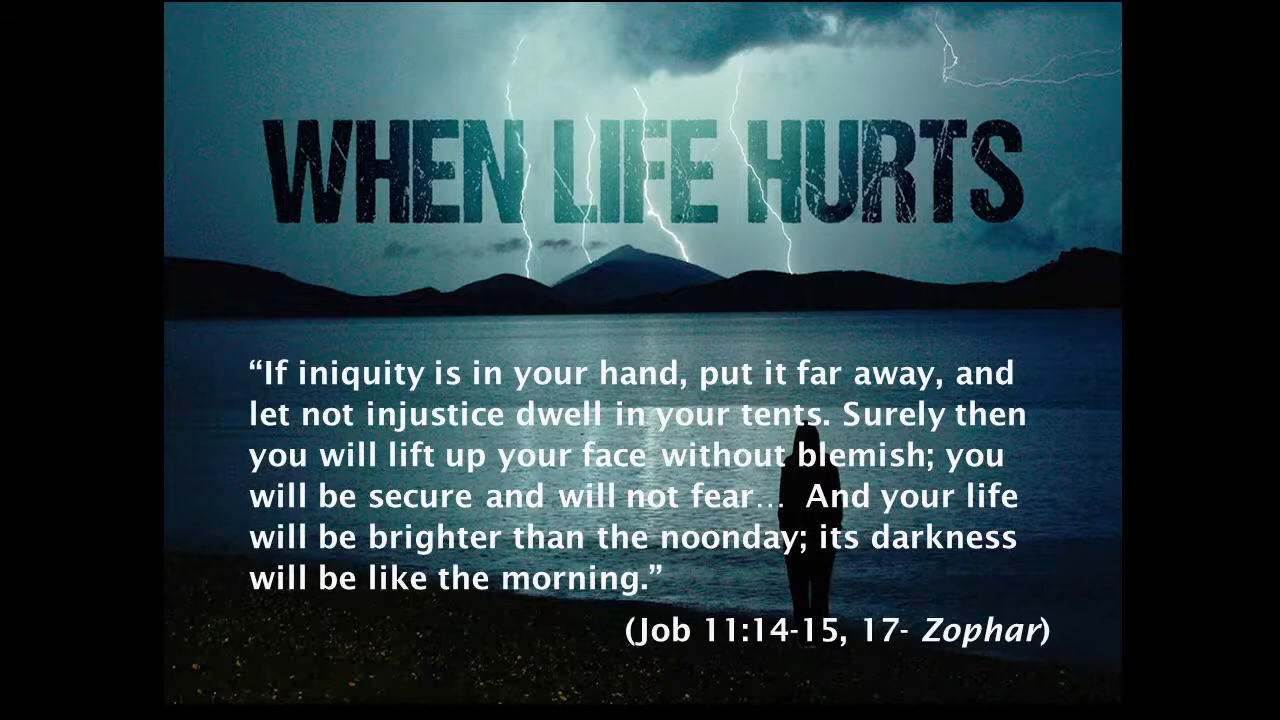 WHEN LIFE HURTS
“If iniquity is in your hand, put it far away, and
let not injustice dwell in your tents. Surely then
you will lift up your face without blemish; you
will be secure and will not fear… And your life
will be brighter than the noonday; its darkness
will be like the morning.”
(Job 11:14-15, 17- Zophar)